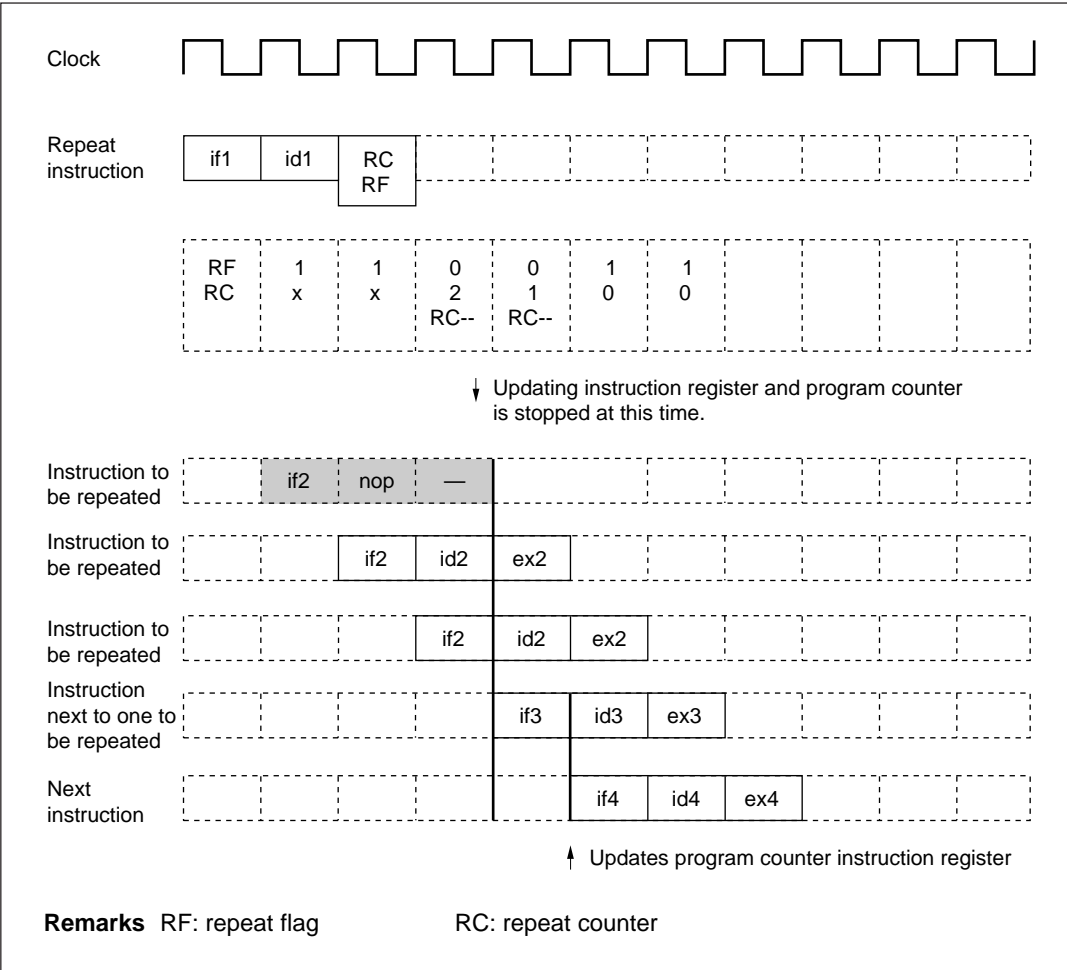 Clock
Repeat
instruction
if1 id1 RC
RF
RF 1 1 0 0 1 1
RC x x 2 1 0 0
RC-- RC--
Updating instruction register and program counter
is stopped at this time.
Instruction to
be repeated
if2 nop —
Instruction to
be repeated
if2 id2 ex2
Instruction to
be repeated
if2 id2 ex2
Instruction
next to one to
be repeated
if3 id3 ex3
Next
instruction
if4 id4 ex4
Updates program counter instruction register
Remarks RF: repeat flag RC: repeat counter